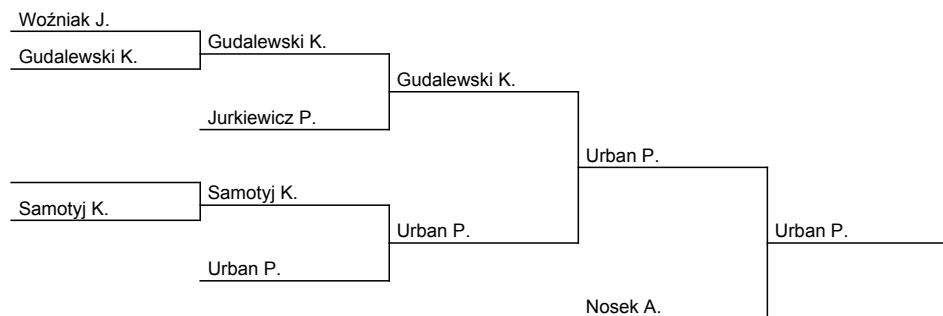 Woźniak J.
Gudalewski K.
Gudalewski K.
Gudalewski K.
Jurkiewicz P.
Urban P.
Samotyj K.
Samotyj K.
Urban P.
Urban P.
Urban P.
Nosek A.